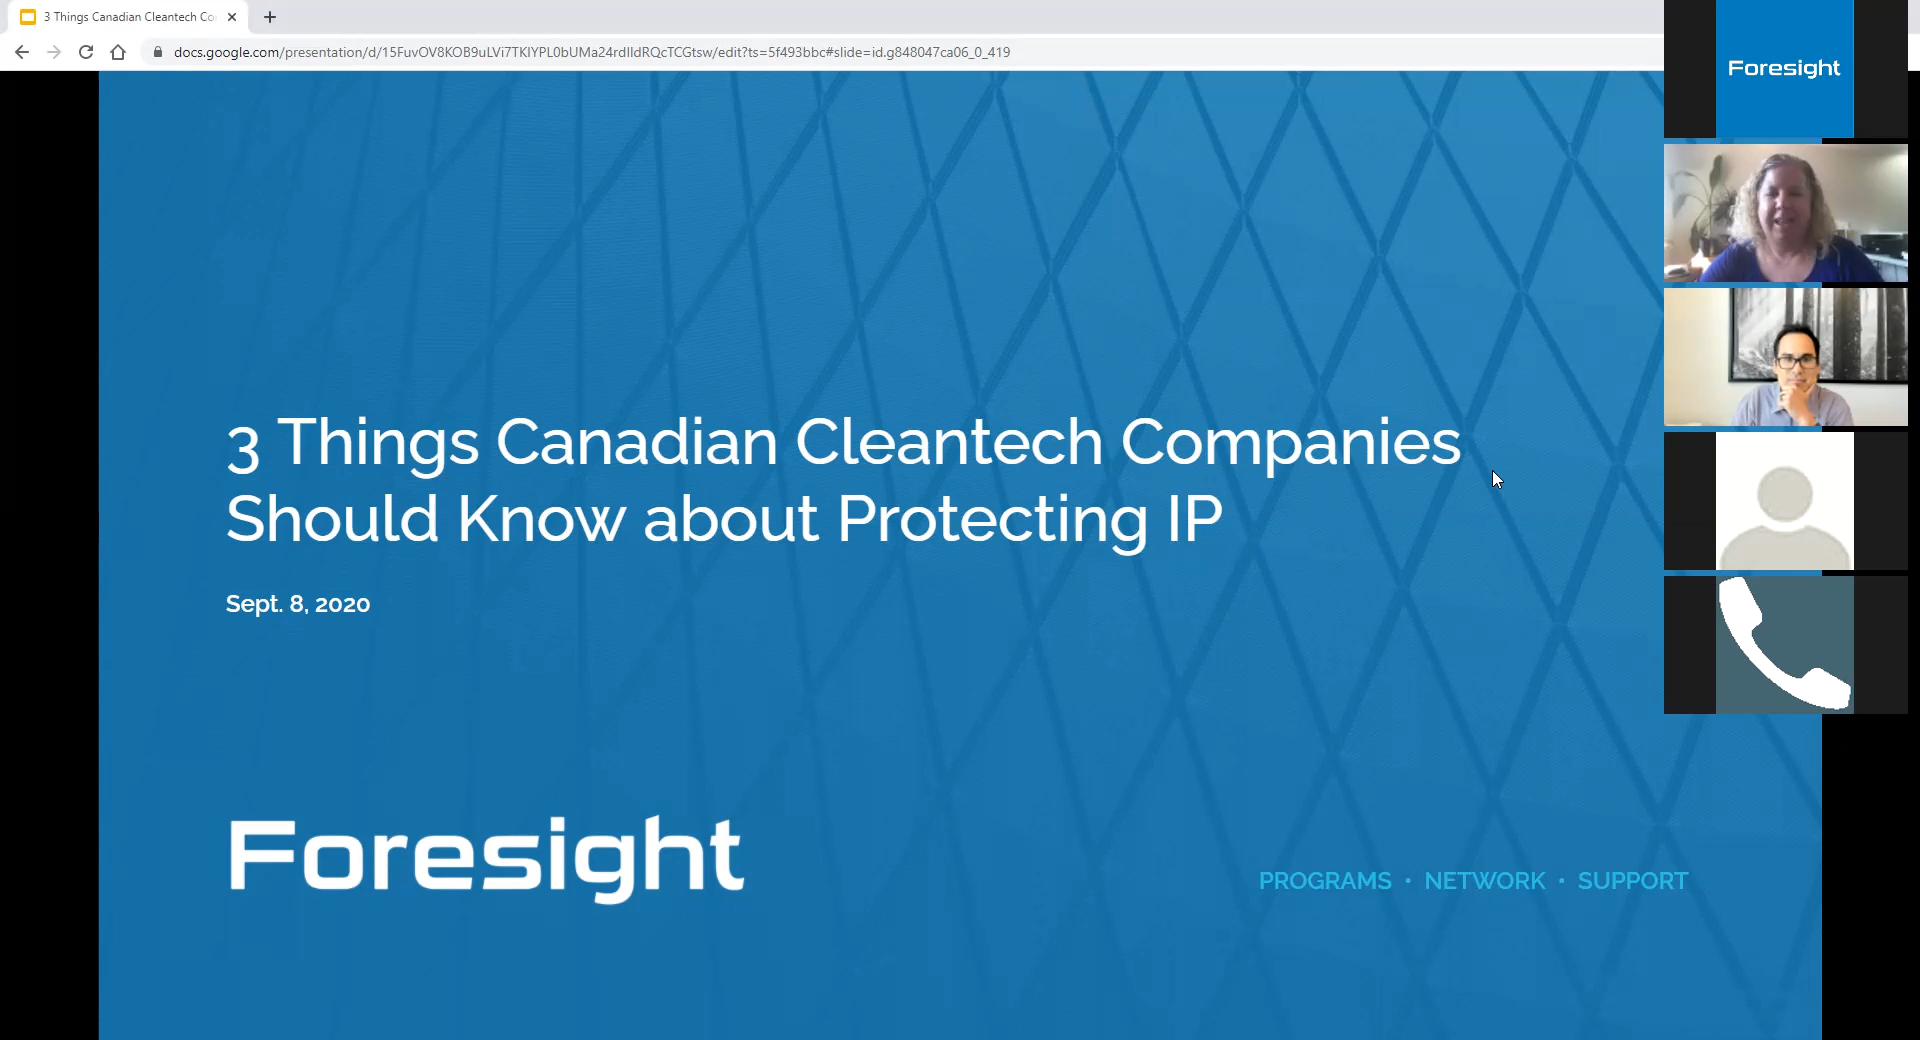 3 Things Canadian Cleantech Co
docs.google.com/presentation/d/15FuvOV8KOB9uLVi7TKIYPL0bUMa24rdIIdRQcTCGtsw/edit?ts=5f493bbc#slide=id.g848047ca06_0_419
Foresight
3 Things Canadian Cleantech Companies
Should Know about Protecting IP
Sept. 8, 2020
Foresight
PROGRAMS • NETWORK • SUPPORT